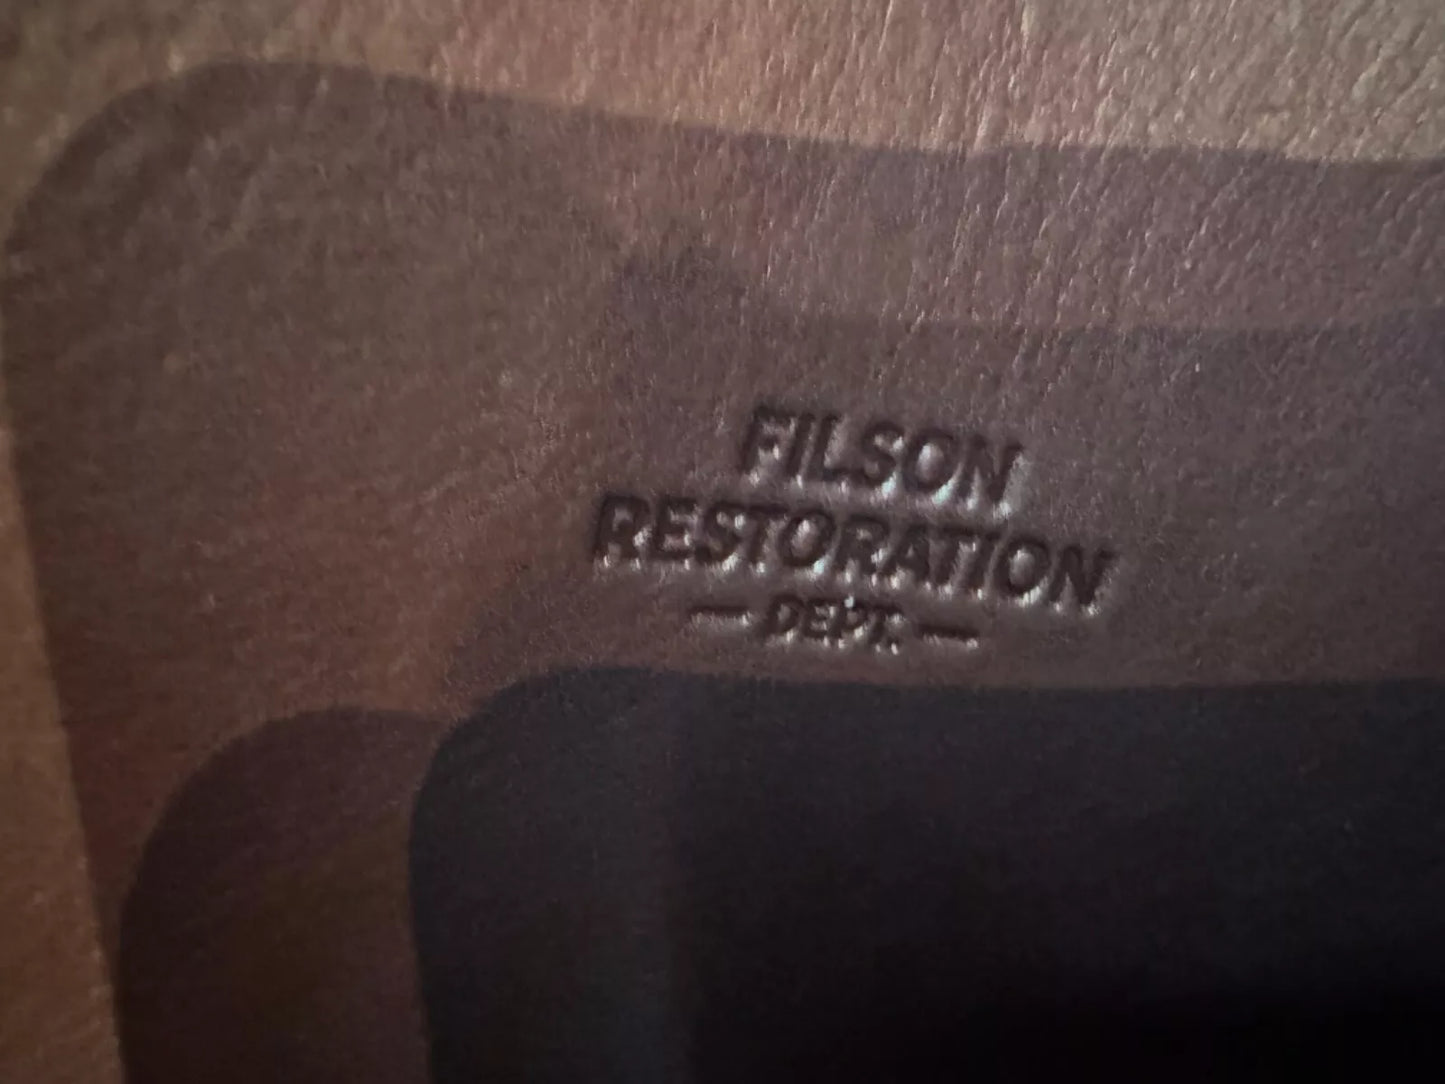 FILSON
RESTORATION
— DEPT. —